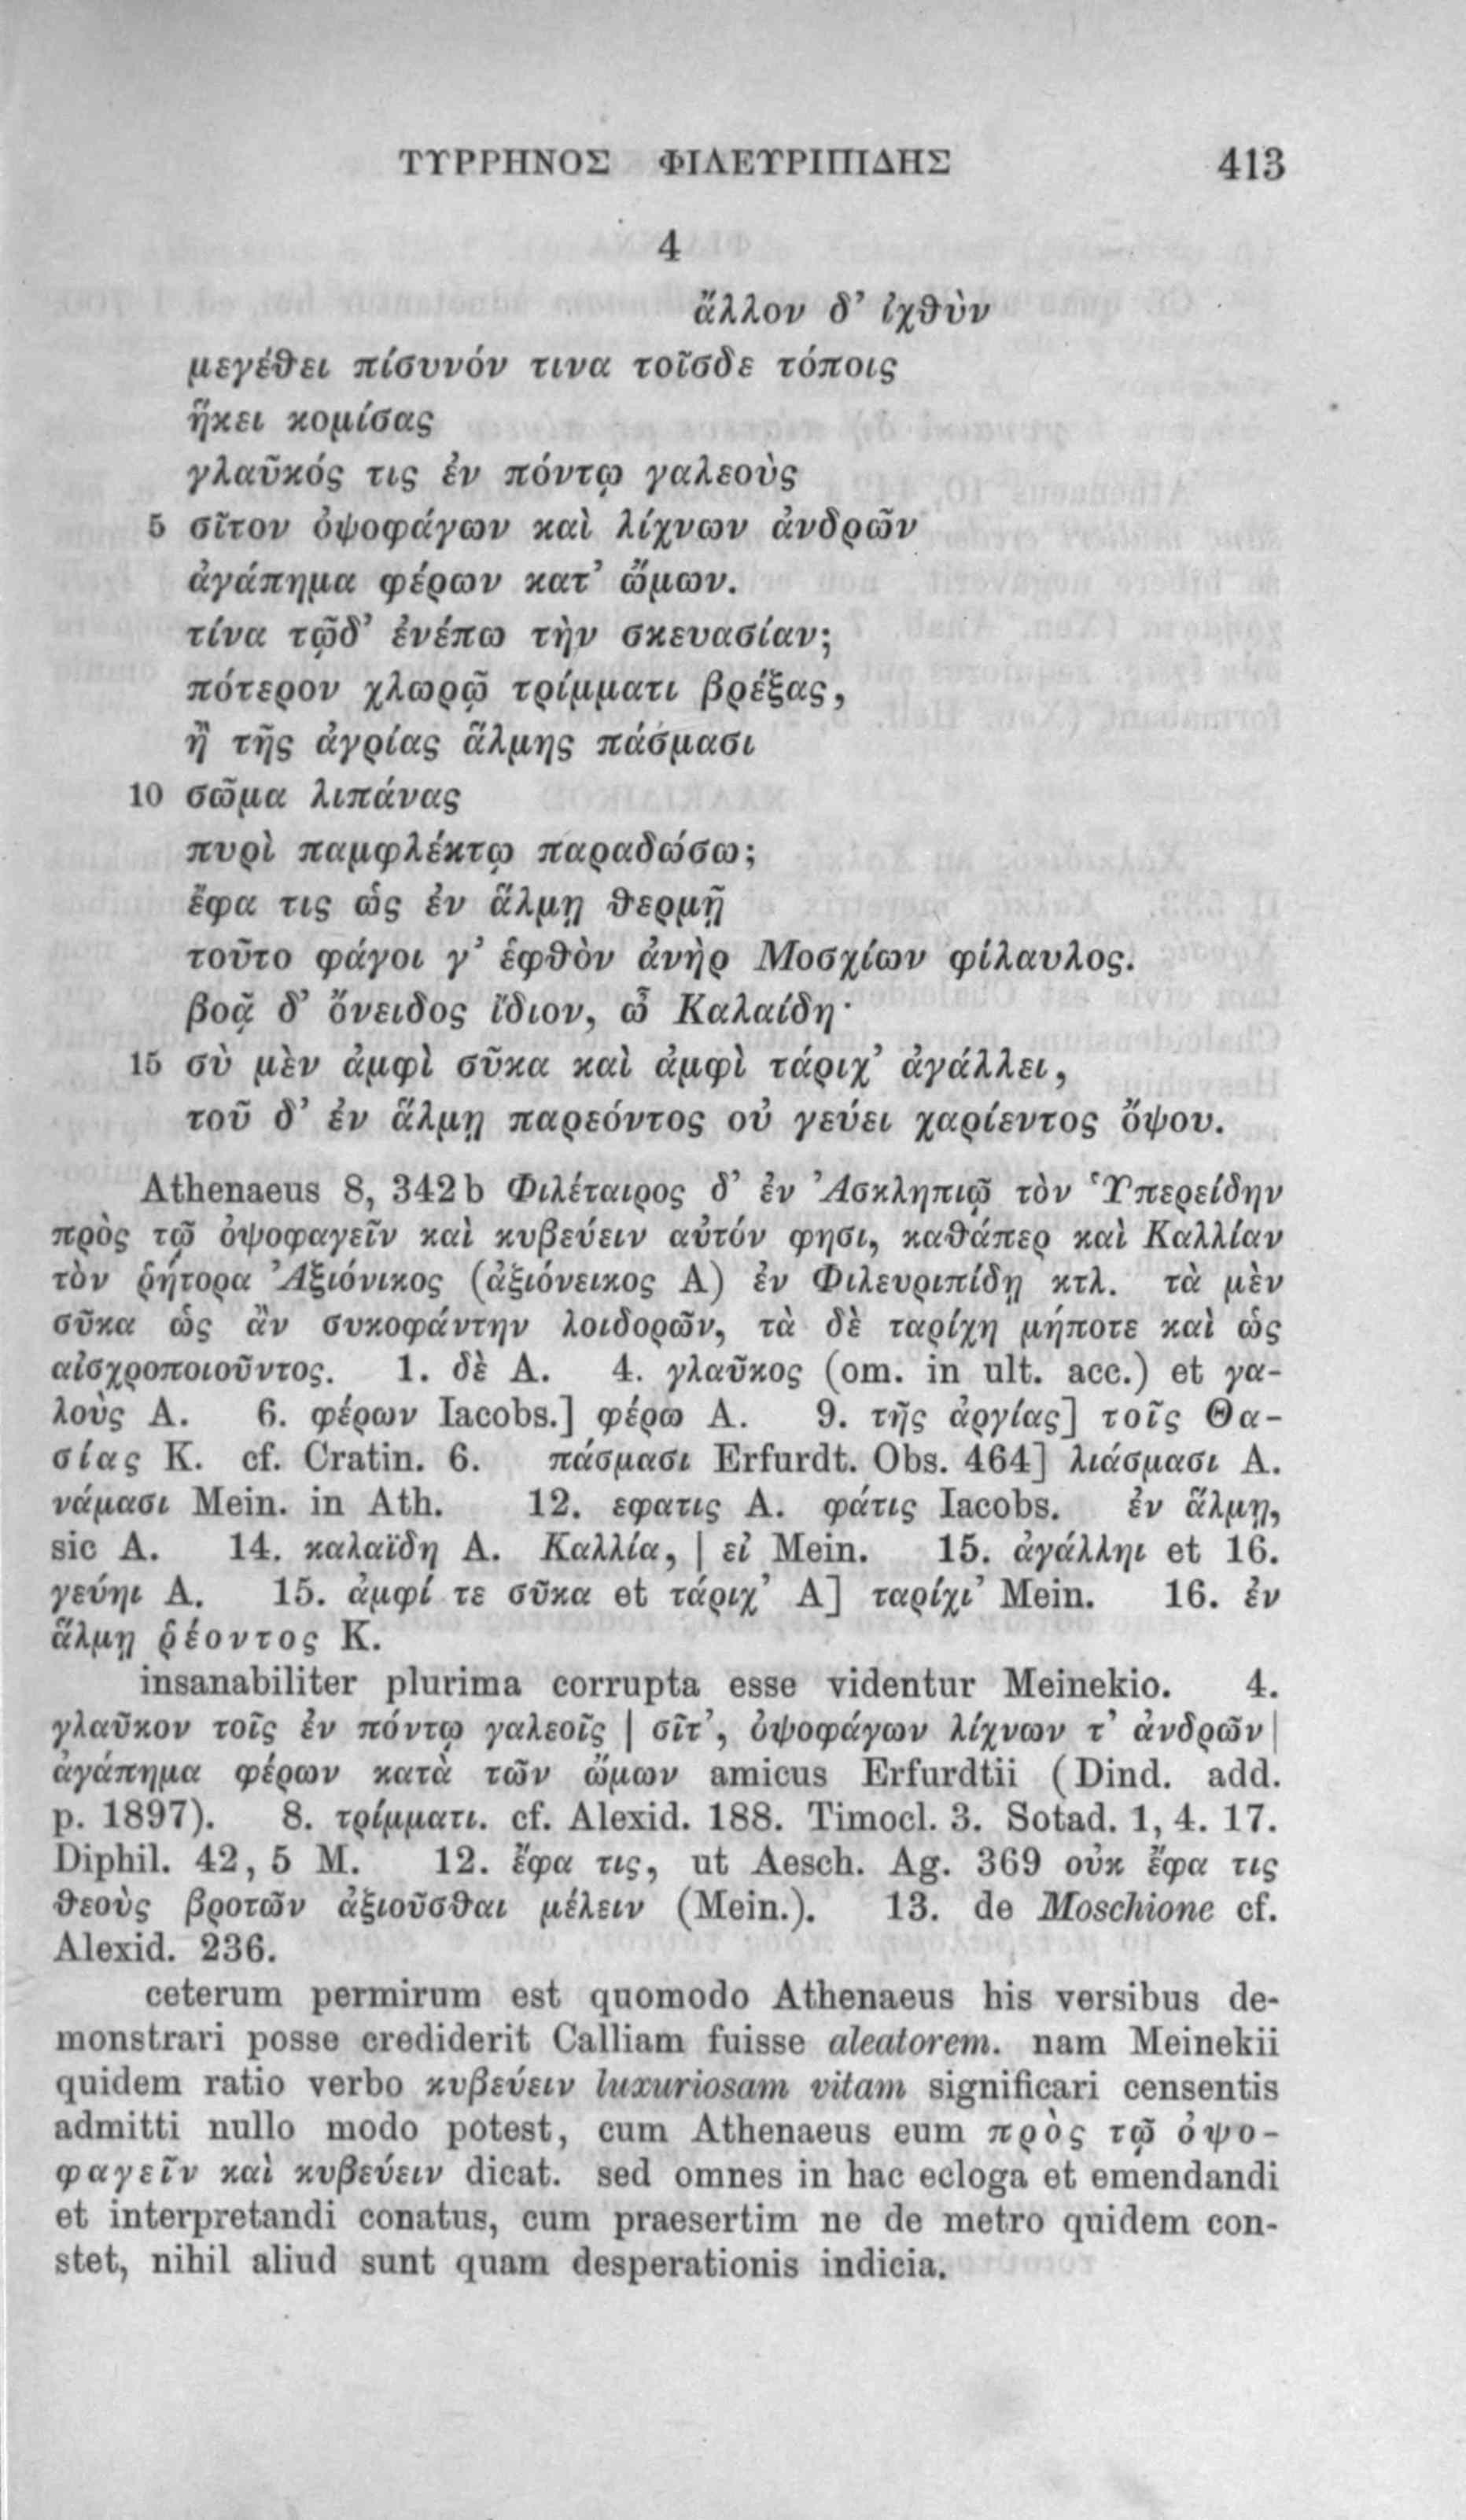 ΤΥΡΡΗΝΟΣ ΦΙΛΕΥΡΙΠΙΔΗΣ 413
4
ἄλλον δ’ ἰχθὺν
μεγέθει πίσυνόν τινα τοῖσδε τόποις
ἥκει κομίσας
γλαῦκός τις ἐν πόντῳ γαλεοὺς
5 σῖτον ὀψοφάγων καὶ λίχνων ἀνδρῶν
ἀγάπημα φέρων κατ’ ὤμων.
τίνα τῷδ’ ἐνέπω τὴν σκευασίαν;
πότερον χλωρῷ τρίμματι βρέξας,
ἢ τῆς ἀγρίας ἅλμης πάσμασι
10 σῶμα λιπάνας
πυρὶ παμφλέκτῳ παραδώσω;
ἔφα τις ὡς ἐν ἅλμῃ θερμῇ
τοῦτο φάγοι γ’ ἑφθὸν ἀνὴρ Μοσχίων φίλαυλος.
βοᾷ δ’ ὄνειδος ἴδιον, ὦ Καλαίδη·
15 σὺ μὲν ἀμφὶ σῦκα καὶ ἀμφὶ τάριχ’ ἀγάλλει,
τοῦ δ’ ἐν ἅλμῃ παρεόντος οὐ γεύει χαρίεντος ὄψου.
Athenaeus 8, 342b Φιλέταιρος δ’ ἐν Ἀσκληπιῷ τὸν Ὑπερείδην
πρὸς τῷ ὀψοφαγεῖν καὶ κυβεύειν αὐτόν φησι, καθάπερ καὶ Καλλίαν
τὸν ῥήτορα Ἀξιόνικος (ἀξιόνεικος A) ἐν Φιλευριπίδῃ κτλ. τὰ μὲν
σῦκα ὡς ἂν συκοφάντην λοιδορῶν, τὰ δὲ ταρίχη μήποτε καὶ ὡς
αἰσχροποιοῦντος. 1. δὲ A. 4. γλαῦκος (om. in ult. acc.) et γα-
λοὺς A. 6. φέρων Iacobs.] φέρω A. 9. τῆς ἀργίας] τοῖς Θα-
σίας K. cf. Cratin. 6. πάσμασι Erfurdt. Obs. 464] λιάσμασι A.
νάμασι Mein. in Ath. 12. εφατις A. φάτις Iacobs. ἐν ἅλμῃ,
sic A. 14. καλαϊδη A. Καλλία, | εἰ Mein. 15. ἀγάλληι et 16.
γεύηι A. 15. ἀμφί τε σῦκα et τάριχ’ A] ταρίχι’ Mein. 16. ἐν
ἅλμῃ ῥέοντος K.
insanabiliter plurima corrupta esse videntur Meinekio. 4.
γλαῦκον τοῖς ἐν πόντῳ γαλεοῖς | σῖτ’, ὀψοφάγων λίχνων τ’ ἀνδρῶν |
ἀγάπημα φέρων κατὰ τῶν ὤμων amicus Erfurdtii (Dind. add.
p. 1897). 8. τρίμματι. cf. Alexid. 188. Timocl. 3. Sotad. 1, 4. 17.
Diphil. 42, 5 M. 12. ἔφα τις, ut Aesch. Ag. 369 οὐκ ἔφα τις
θεοὺς βροτῶν ἀξιοῦσθαι μέλειν (Mein.). 13. de Moschione cf.
Alexid. 236.
ceterum permirum est quomodo Athenaeus his versibus de-
monstrari posse crediderit Calliam fuisse aleatorem. nam Meinekii
quidem ratio verbo κυβεύειν luxuriosam vitam significari censentis
admitti nullo modo potest, cum Athenaeus eum πρὸς τῷ ὀψο-
φαγεῖν καὶ κυβεύειν dicat. sed omnes in hac ecloga et emendandi
et interpretandi conatus, cum praesertim ne de metro quidem con-
stet, nihil aliud sunt quam desperationis indicia.